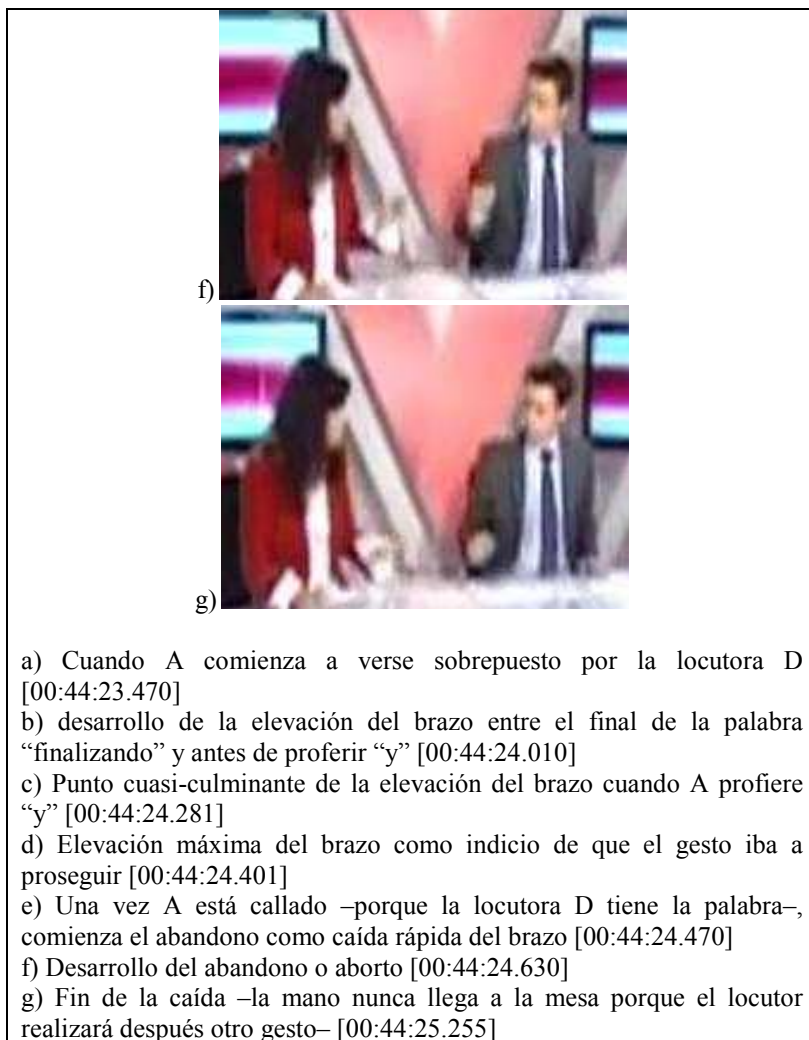 f)
g)
a) Cuando A comienza a verse sobrepuesto por la locutora D
[00:44:23.470]
b) desarrollo de la elevación del brazo entre el final de la palabra
“finalizando” y antes de proferir “y” [00:44:24.010]
c) Punto cuasi-culminante de la elevación del brazo cuando A profiere
“y” [00:44:24.281]
d) Elevación máxima del brazo como indicio de que el gesto iba a
proseguir [00:44:24.401]
e) Una vez A está callado –porque la locutora D tiene la palabra–,
comienza el abandono como caída rápida del brazo [00:44:24.470]
f) Desarrollo del abandono o aborto [00:44:24.630]
g) Fin de la caída –la mano nunca llega a la mesa porque el locutor
realizará después otro gesto– [00:44:25.255]